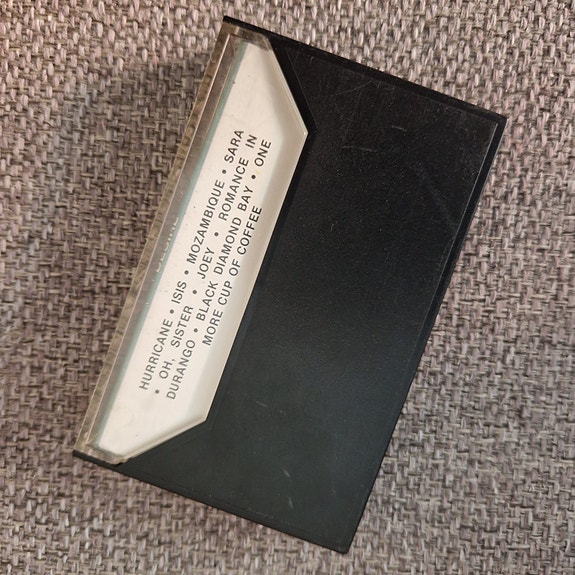 HURRICANE • ISIS • MOZAMBIQUE • SARA
• OH, SISTER • JOEY • ROMANCE IN
DURANGO • BLACK DIAMOND BAY • ONE
MORE CUP OF COFFEE